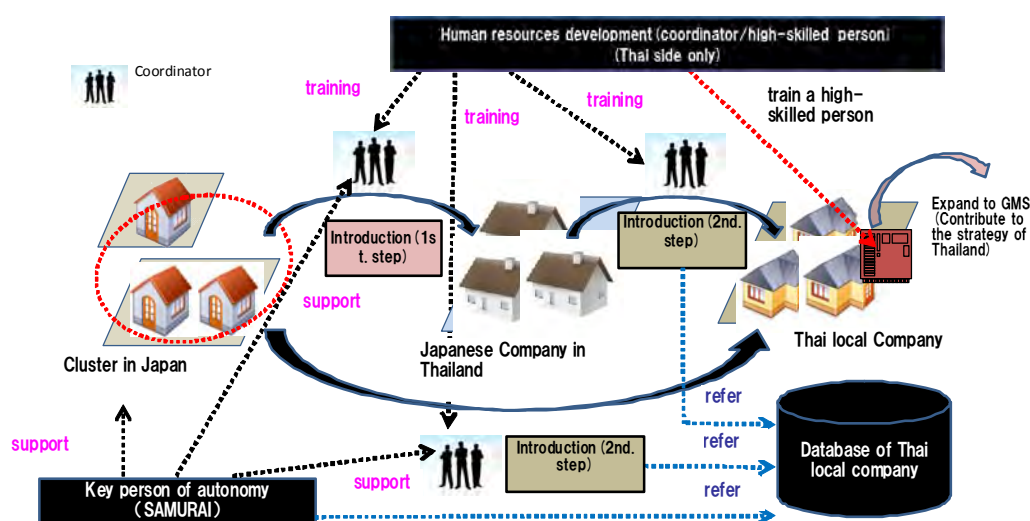 Human resources development（coordinator/high-skilled person）
(Thai side only)
Coordinator
training
training
training
train a high-
skilled person
Expand to GMS
(Contribute to
the strategy of
Thailand)
Introduction (1s
t. step)
Introduction (2nd.
step)
support
Cluster in Japan
Japanese Company in
Thailand
Thai local Company
refer
support
refer
Introduction (2nd.
step)
Database of Thai
local company
support
refer
Key person of autonomy
（SAMURAI）